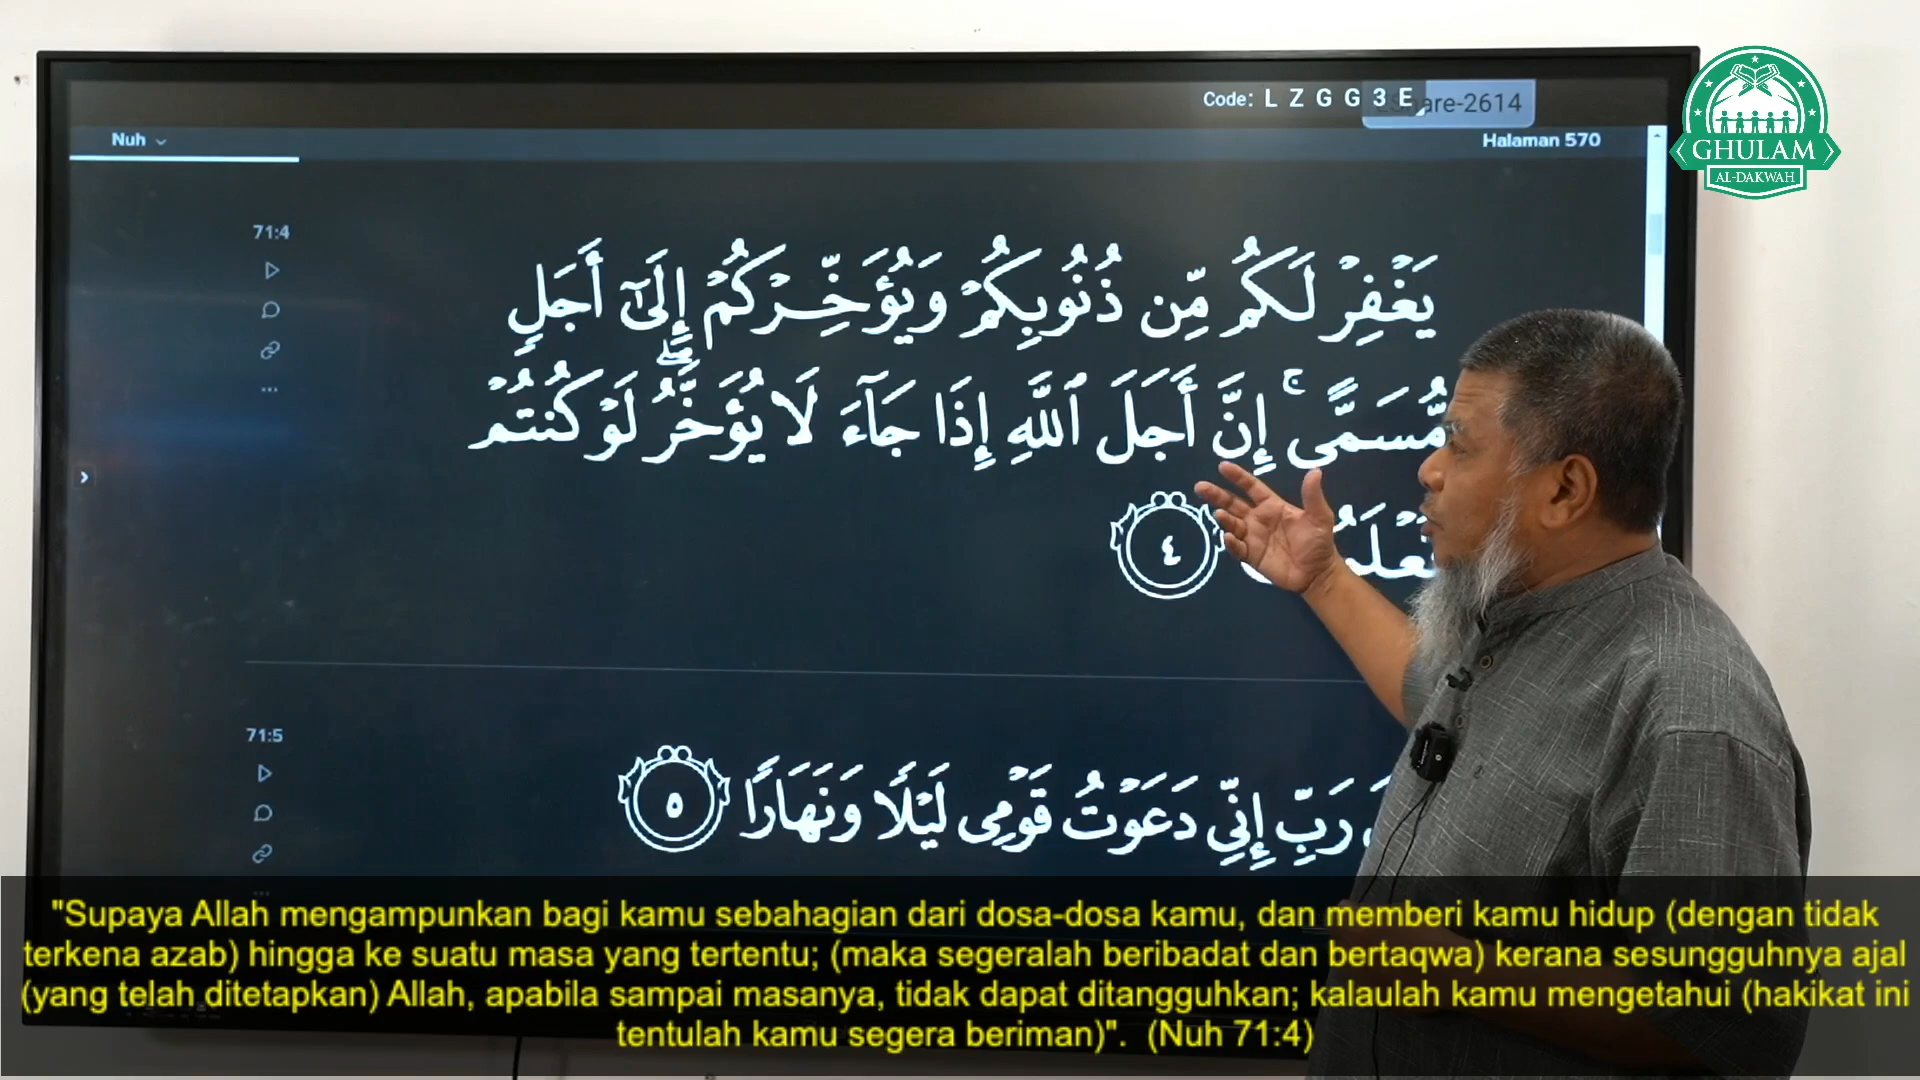 Code: L Z G G 3 E
are-2614
Nuh
Halaman 570
GHULAM
AL-DAKWAH
71:4
يَغْفِرْ لَكُم مِّن ذُنُوبِكُمْ وَيُؤَخِّرْكُمْ إِلَىٰٓ أَجَلٍ
مُّسَمًّى ۚ إِنَّ أَجَلَ ٱللَّهِ إِذَا جَآءَ لَا يُؤَخَّرُ ۖ لَوْ كُنتُمْ
٤
71:5
رَبِّ إِنِّي دَعَوْتُ قَوْمِي لَيْلًا وَنَهَارًا ٥
"Supaya Allah mengampunkan bagi kamu sebahagian dari dosa-dosa kamu, dan memberi kamu hidup (dengan tidak
terkena azab) hingga ke suatu masa yang tertentu; (maka segeralah beribadat dan bertaqwa) kerana sesungguhnya ajal
(yang telah ditetapkan) Allah, apabila sampai masanya, tidak dapat ditangguhkan; kalaulah kamu mengetahui (hakikat ini
tentulah kamu segera beriman)". (Nuh 71:4)